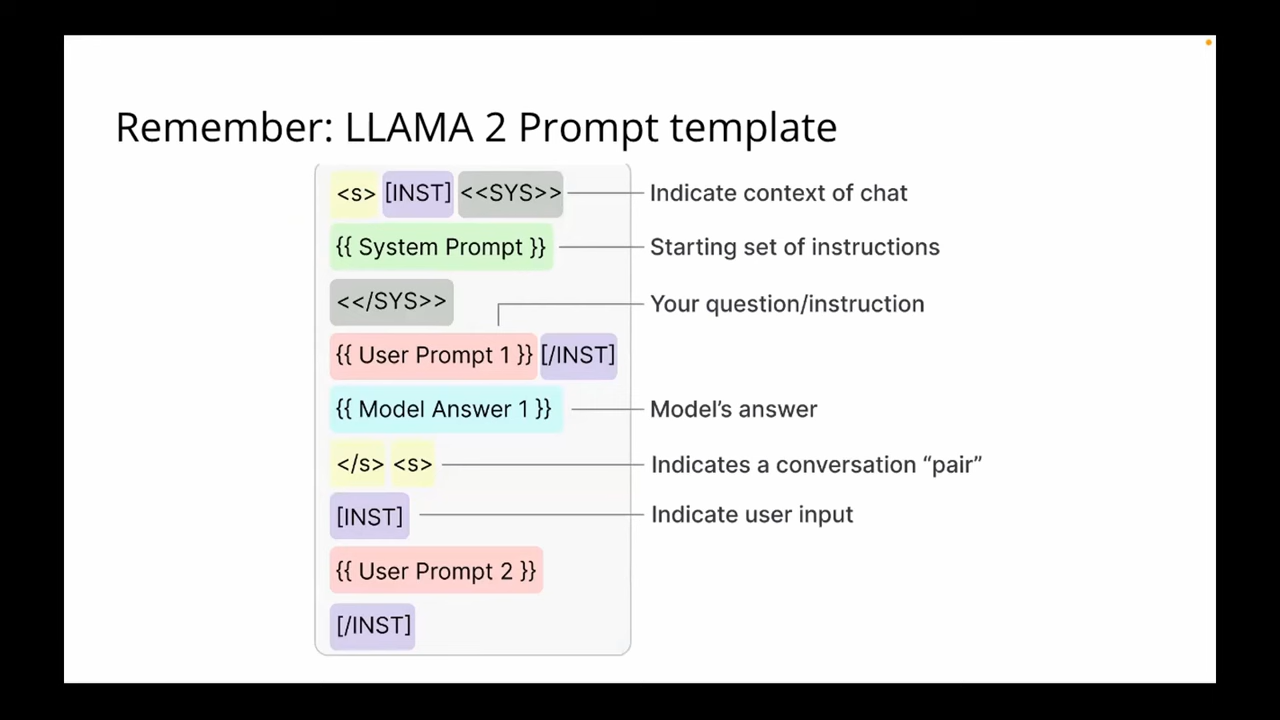 Remember: LLAMA 2 Prompt template
<s> [INST] <<SYS>> Indicate context of chat
{{ System Prompt }} Starting set of instructions
<</SYS>> Your question/instruction
{{ User Prompt 1 }} [/INST]
{{ Model Answer 1 }} Model’s answer
</s> <s> Indicates a conversation “pair”
[INST] Indicate user input
{{ User Prompt 2 }}
[/INST]